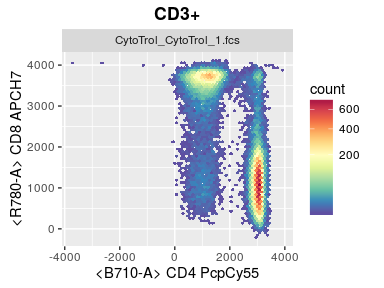 CD3+
CytoTrol_CytoTrol_1.fcs
<R780-A> CD8 APCH7
4000
3000
2000
1000
0
-4000 -2000 0 2000 4000
<B710-A> CD4 PcpCy55
count
600
400
200